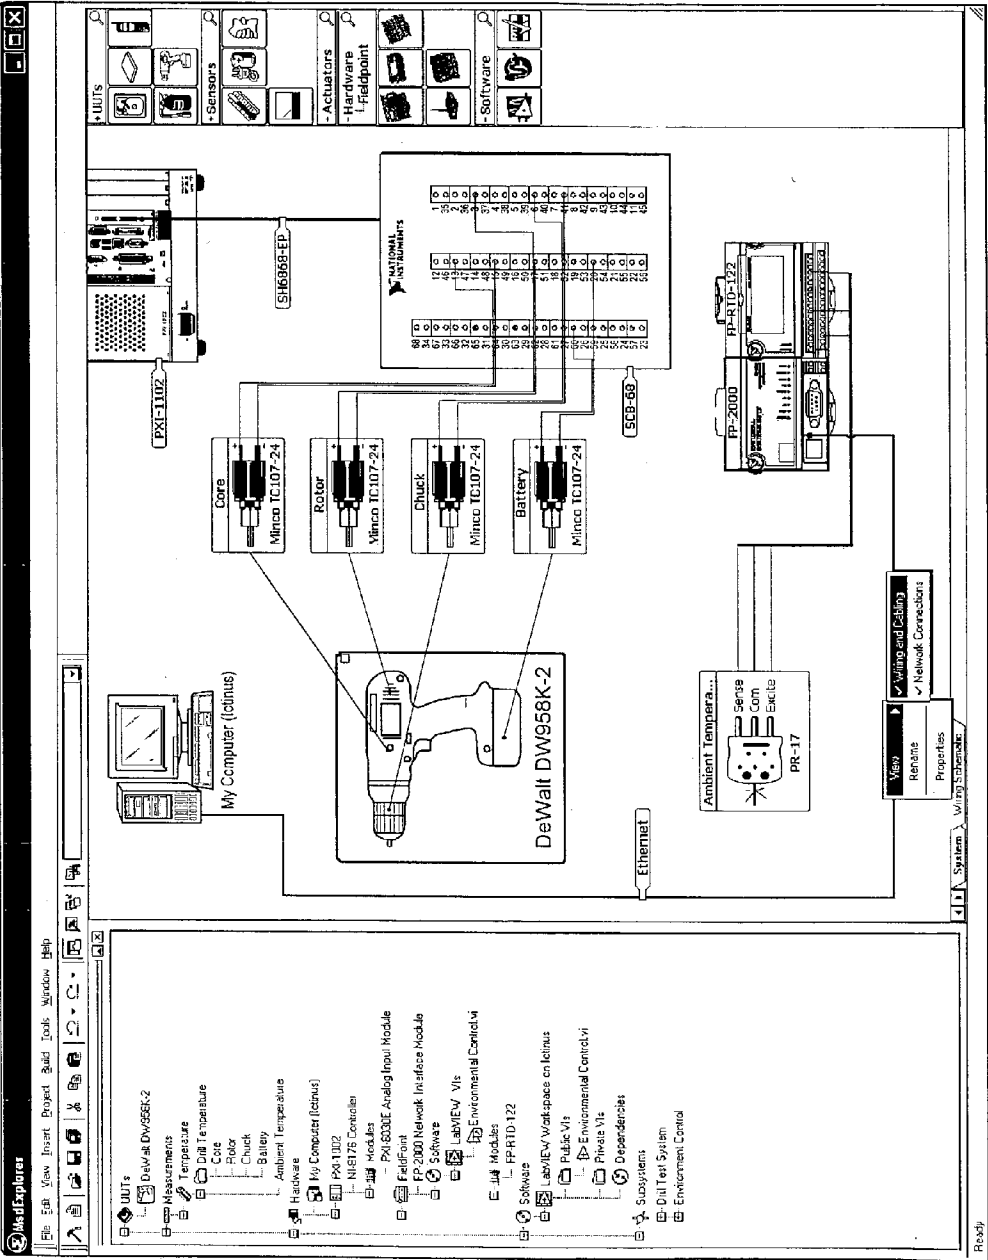 MedExplorer
File Edit View Insert Project Build Tools Window Help
UUTs
DeWalt DW958K-2
Measurements
Temperature
Drill Temperature
Core
Rotor
Chuck
Battery
Ambient Temperature
Hardware
My Computer (Ictinus)
PXI-1002
NI-8176 Controller
Modules
PXI-6030E Analog Input Module
FieldPoint
FP-2000 Network Interface Module
Software
LabVIEW VIs
Environmental Control.vi
Modules
FP-RTD-122
Software
LabVIEW Workspace on Ictinus
Public VIs
Environmental Control.vi
Private VIs
Dependencies
Subsystems
Drill Test System
Environment Control
My Computer (Ictinus)
PXI-1102
SH6868-EP
DeWalt DW958K-2
Core
Minco TC107-24
Rotor
Minco TC107-24
Chuck
Minco TC107-24
Battery
Minco TC107-24
NATIONAL
INSTRUMENTS
SCB-68
Ethernet
Ambient Tempera...
Sense
Com
Excite
PR-17
FP-2000
FP-RTD-122
View
Rename
Properties
Wiring and Cabling
Network Connections
System
Wiring Schematic
+UUTs
+Sensors
-Actuators
-Hardware
Fieldpoint
-Software
Ready